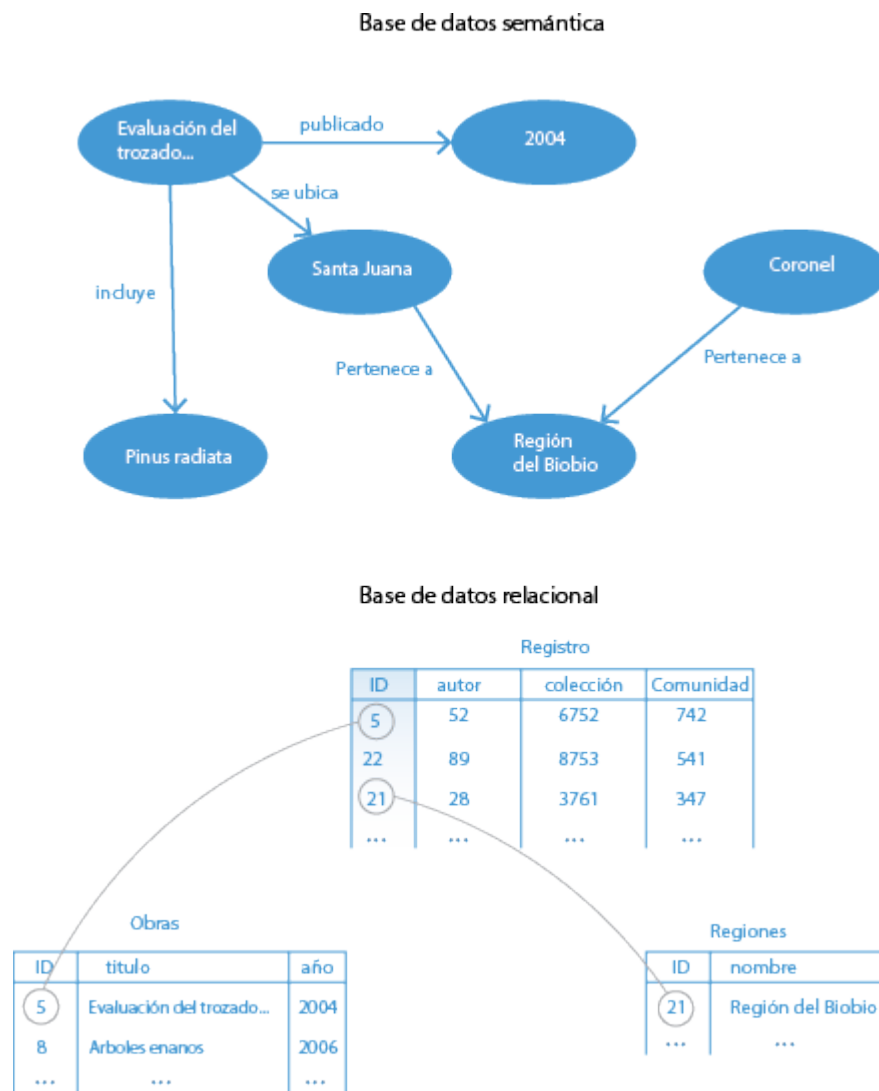 Base de datos semántica
Evaluación del
trozado...
publicado
2004
se ubica
Santa Juana
Coronel
incluye
Pertenece a
Pertenece a
Pinus radiata
Región
del Biobio
Base de datos relacional
Registro
ID autor colección Comunidad
5 52 6752 742
22 89 8753 541
21 28 3761 347
... ... ... ...
Obras
ID titulo año
5 Evaluación del trozado... 2004
8 Arboles enanos 2006
... ... ...
Regiones
ID nombre
21 Región del Biobio
... ...